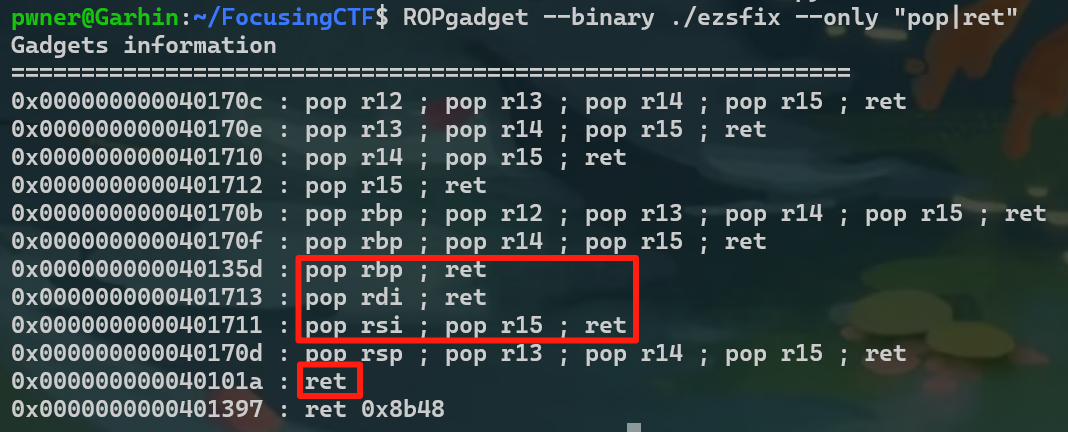 pwner@Garhin:~/FocusingCTF$ ROPgadget --binary ./ezsfix --only "pop|ret"
Gadgets information
============================================================
0x000000000040170c : pop r12 ; pop r13 ; pop r14 ; pop r15 ; ret
0x000000000040170e : pop r13 ; pop r14 ; pop r15 ; ret
0x0000000000401710 : pop r14 ; pop r15 ; ret
0x0000000000401712 : pop r15 ; ret
0x000000000040170b : pop rbp ; pop r12 ; pop r13 ; pop r14 ; pop r15 ; ret
0x000000000040170f : pop rbp ; pop r14 ; pop r15 ; ret
0x000000000040135d : pop rbp ; ret
0x0000000000401713 : pop rdi ; ret
0x0000000000401711 : pop rsi ; pop r15 ; ret
0x000000000040170d : pop rsp ; pop r13 ; pop r14 ; pop r15 ; ret
0x000000000040101a : ret
0x0000000000401397 : ret 0x8b48